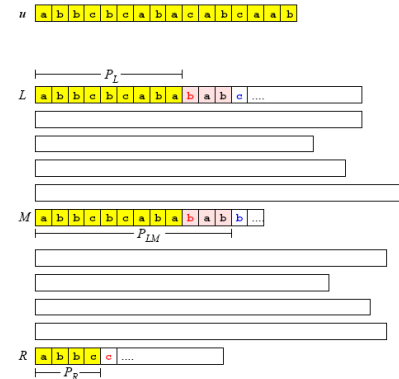 u a b b c b c a b a c a b c a a b
P_L
L a b b c b c a b a b a b c ....
M a b b c b c a b a b a b b ....
P_LM
R a b b c c ....
P_R